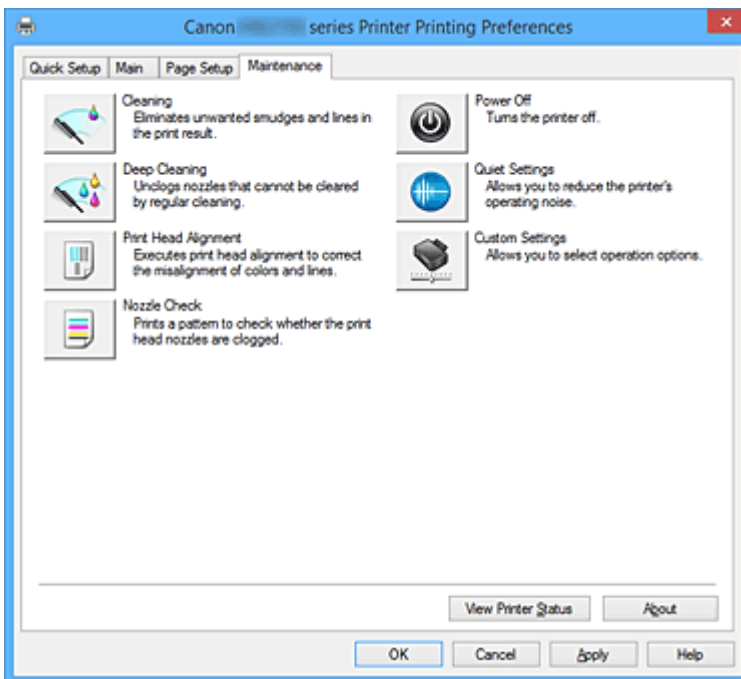 Canon series Printer Printing Preferences
Quick Setup Main Page Setup Maintenance
Cleaning
Eliminates unwanted smudges and lines in
the print result.
Deep Cleaning
Unclogs nozzles that cannot be cleared
by regular cleaning.
Print Head Alignment
Executes print head alignment to correct
the misalignment of colors and lines.
Nozzle Check
Prints a pattern to check whether the print
head nozzles are clogged.
Power Off
Turns the printer off.
Quiet Settings
Allows you to reduce the printer's
operating noise.
Custom Settings
Allows you to select operation options.
View Printer Status About
OK Cancel Apply Help